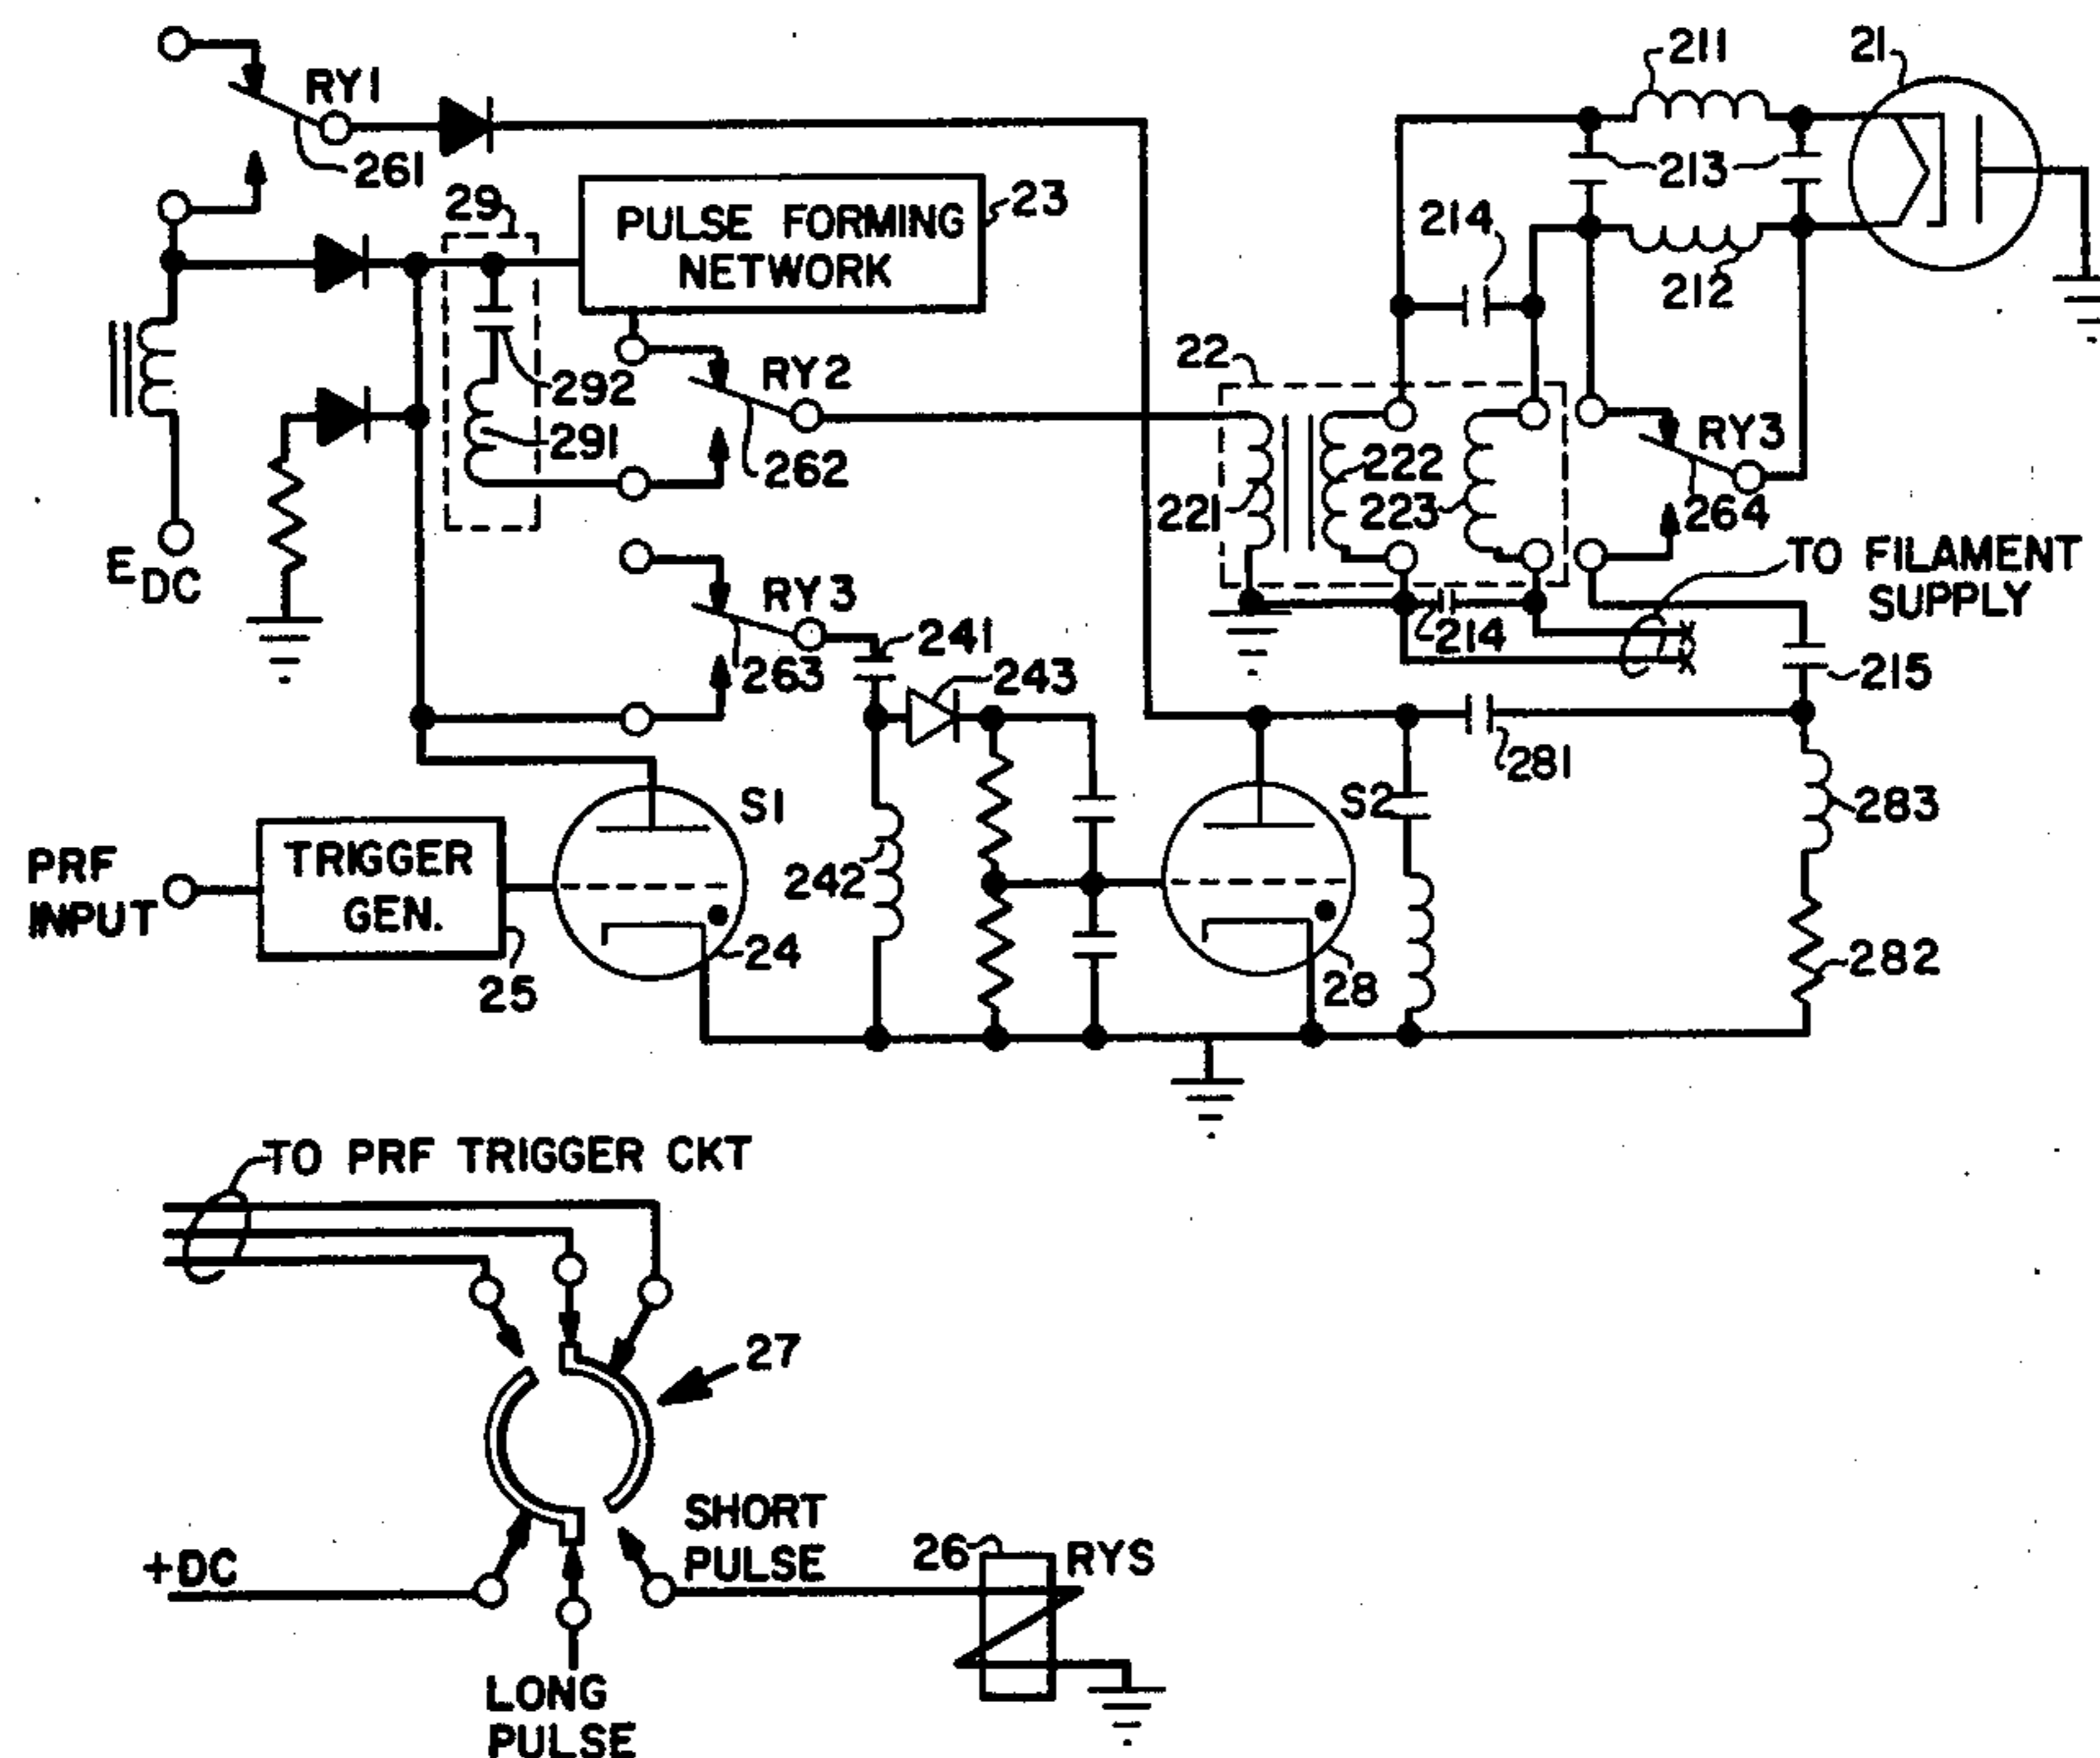 RY1
261
29
PULSE FORMING
NETWORK
23
211
21
213
214
212
22
292
291
RY2
262
221
222
223
RY3
264
EDC
TO FILAMENT
SUPPLY
RY3
263
241
243
214
215
281
S1
S2
283
PRF
INPUT
TRIGGER
GEN.
25
24
242
28
282
TO PRF TRIGGER CKT
27
SHORT
PULSE
+DC
26
RYS
LONG
PULSE